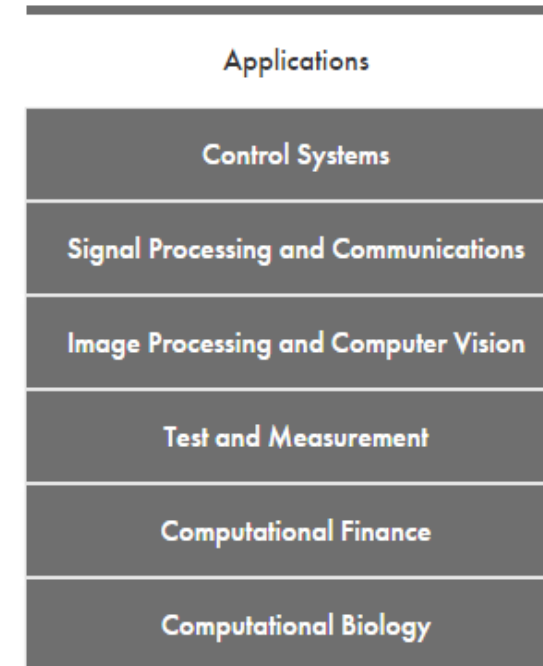 Applications
Control Systems
Signal Processing and Communications
Image Processing and Computer Vision
Test and Measurement
Computational Finance
Computational Biology